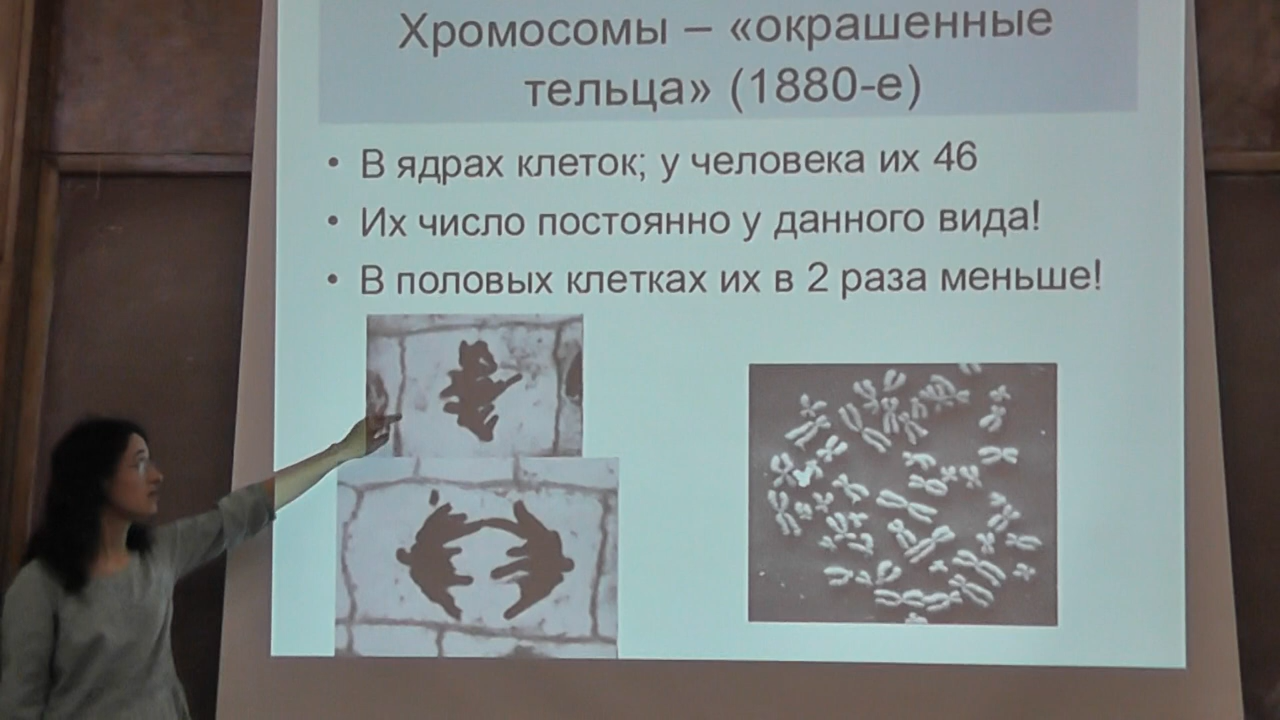 Хромосомы – «окрашенные
тельца» (1880-е)
• В ядрах клеток; у человека их 46
• Их число постоянно у данного вида!
• В половых клетках их в 2 раза меньше!